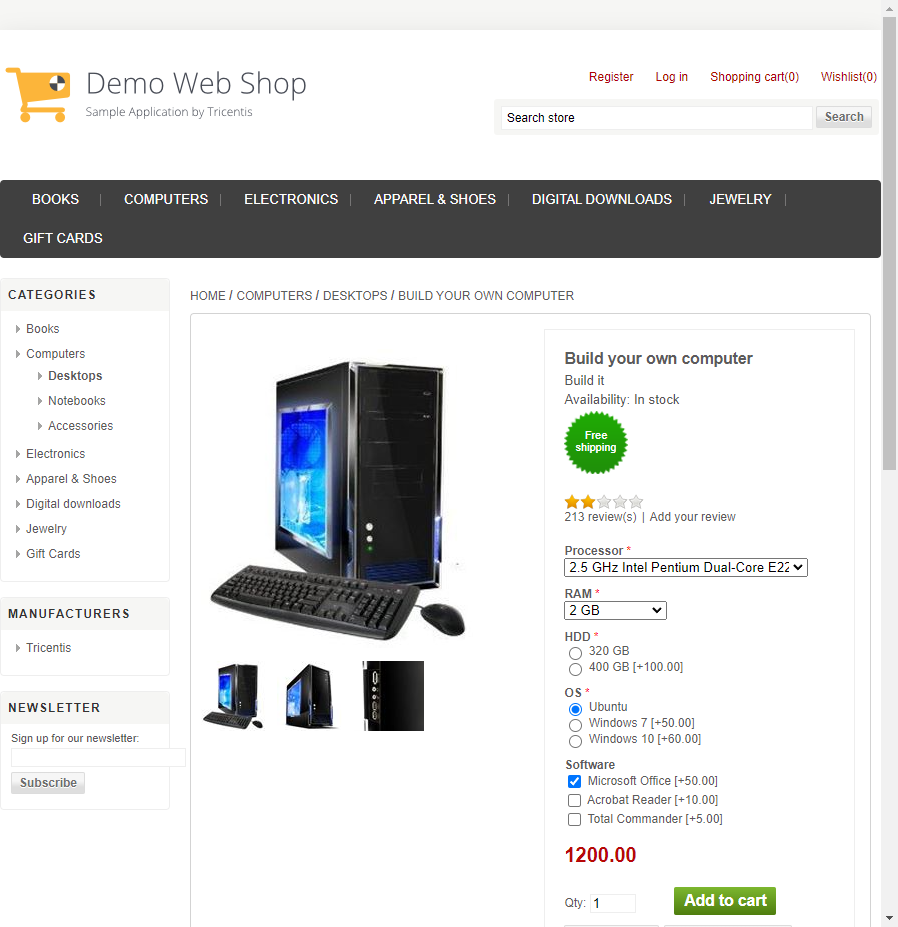 Demo Web Shop
Sample Application by Tricentis
Register Log in Shopping cart(0) Wishlist(0)
Search store Search
BOOKS COMPUTERS ELECTRONICS APPAREL & SHOES DIGITAL DOWNLOADS JEWELRY
GIFT CARDS
CATEGORIES
Books
Computers
Desktops
Notebooks
Accessories
Electronics
Apparel & Shoes
Digital downloads
Jewelry
Gift Cards
MANUFACTURERS
Tricentis
NEWSLETTER
Sign up for our newsletter:
Subscribe
HOME / COMPUTERS / DESKTOPS / BUILD YOUR OWN COMPUTER
Build your own computer
Build it
Availability: In stock
Free
shipping
213 review(s) | Add your review
Processor *
2.5 GHz Intel Pentium Dual-Core E22
RAM *
2 GB
HDD *
320 GB
400 GB [+100.00]
OS *
Ubuntu
Windows 7 [+50.00]
Windows 10 [+60.00]
Software
Microsoft Office [+50.00]
Acrobat Reader [+10.00]
Total Commander [+5.00]
1200.00
Qty: 1 Add to cart